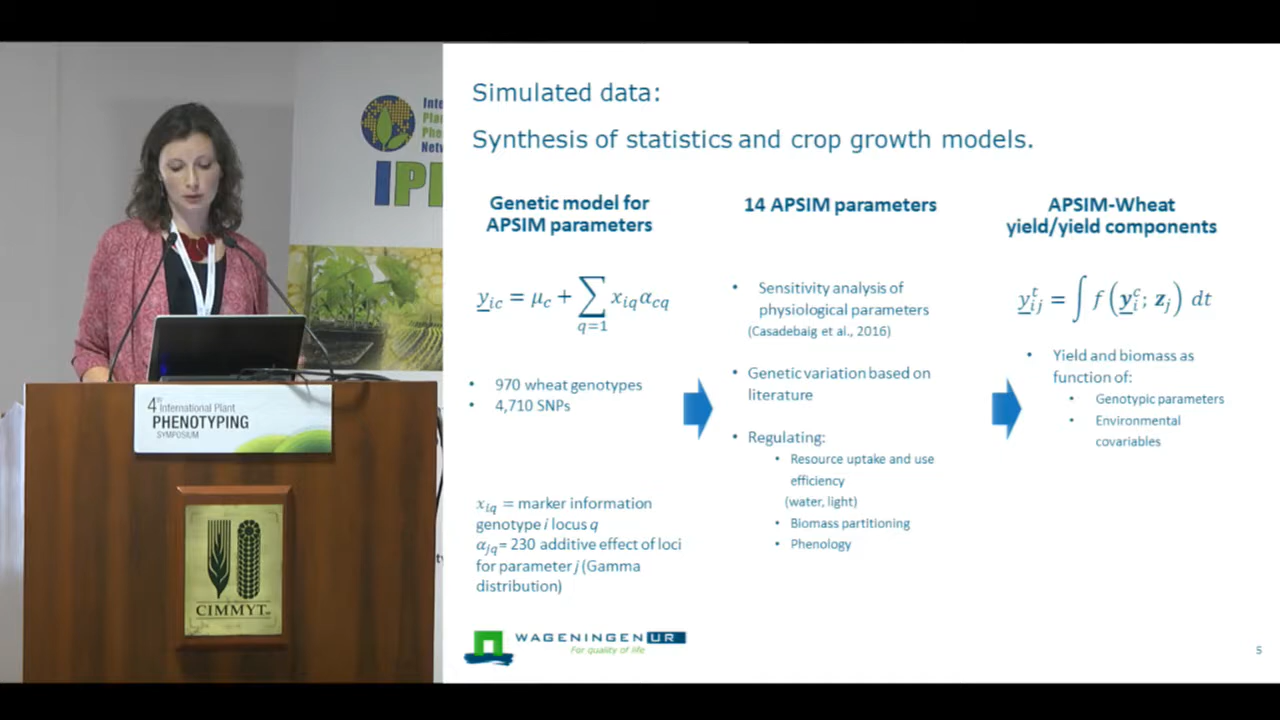 Inte
Plan
Phe
Netw
IP
4th International Plant
PHENOTYPING
SYMPOSIUM
CIMMYT
Simulated data:
Synthesis of statistics and crop growth models.
Genetic model for
APSIM parameters
y_ic = μ_c + ∑ x_iq α_cq
q=1
• 970 wheat genotypes
• 4,710 SNPs
x_iq = marker information
genotype i locus q
α_jq = 230 additive effect of loci
for parameter j (Gamma
distribution)
14 APSIM parameters
• Sensitivity analysis of
physiological parameters
(Casadebaig et al., 2016)
• Genetic variation based on
literature
• Regulating:
• Resource uptake and use
efficiency
(water, light)
• Biomass partitioning
• Phenology
APSIM-Wheat
yield/yield components
y_ij^t = ∫ f (y_i^c; z_j) dt
• Yield and biomass as
function of:
• Genotypic parameters
• Environmental
covariables
WAGENINGEN UR
For quality of life
5